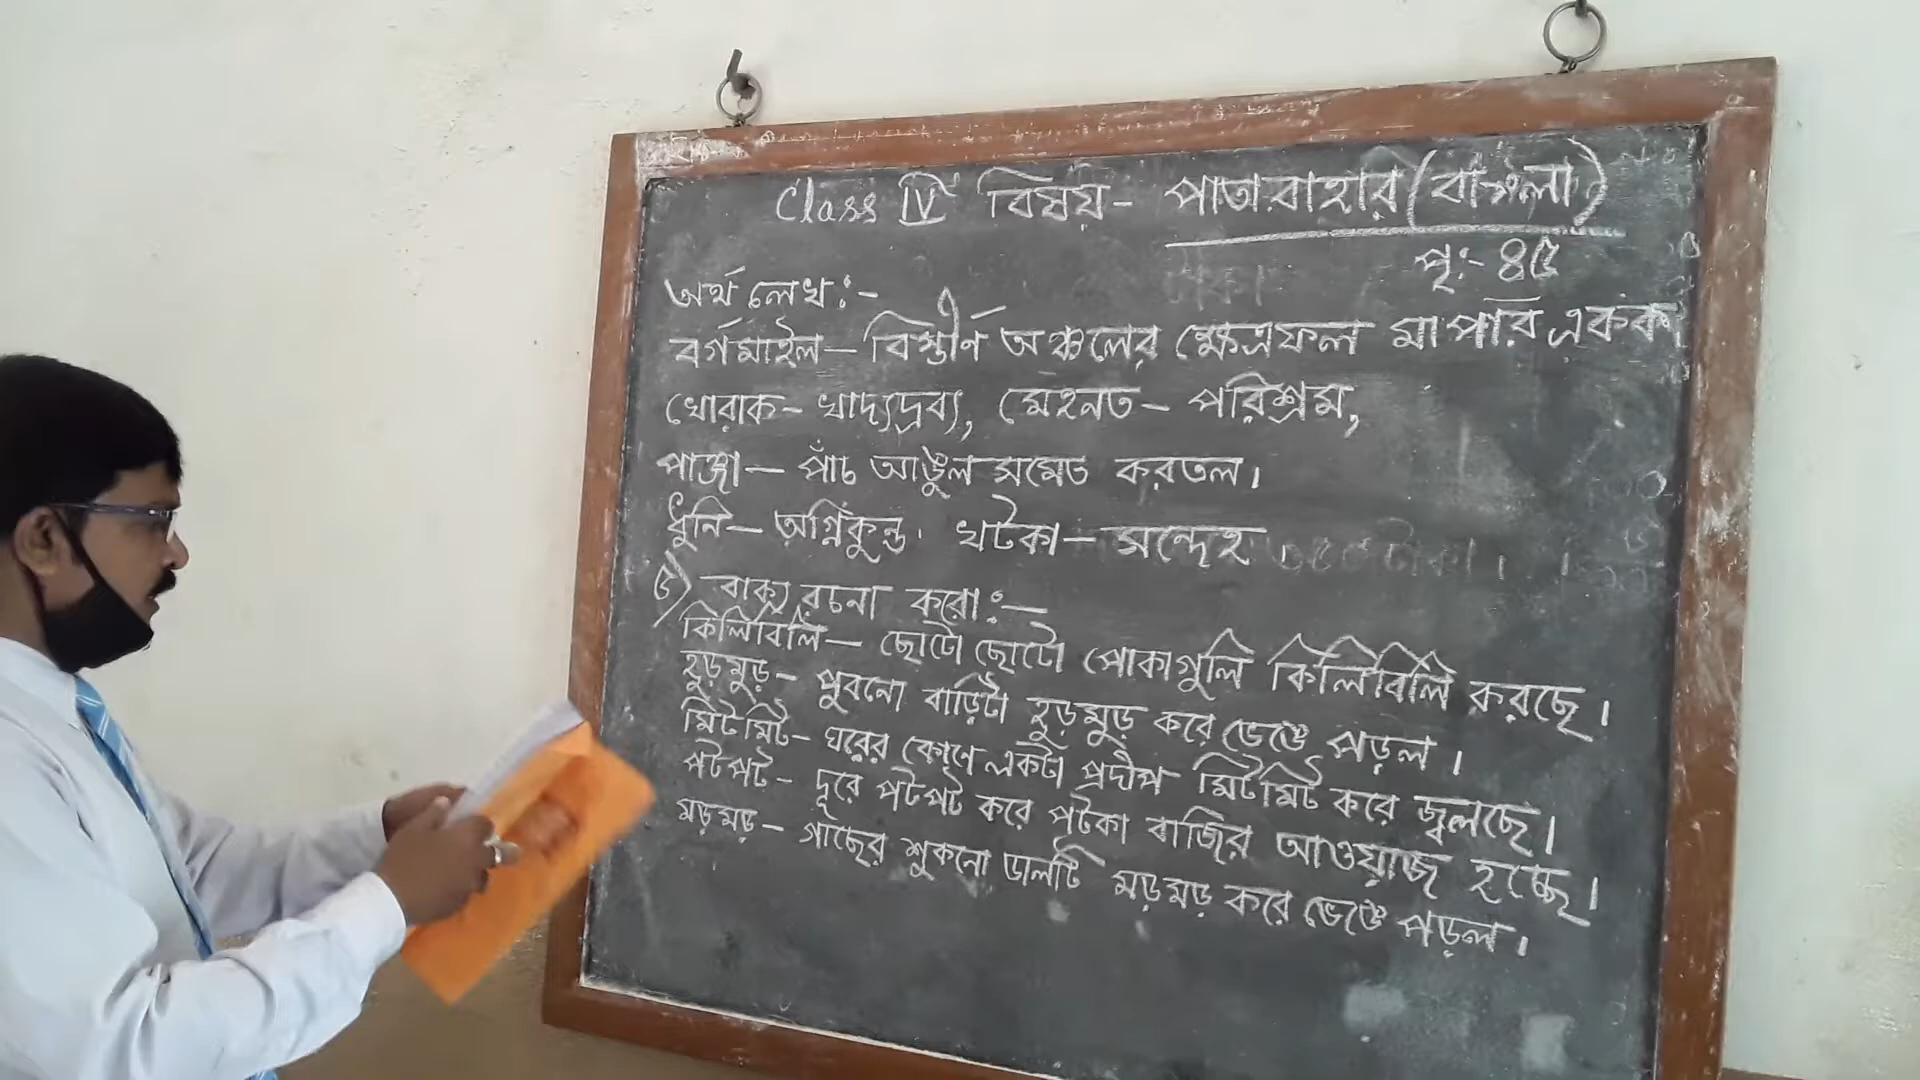 Class IV বিষয় - পাতাবাহার (বাংলা)
পৃঃ- ৪৫
অর্থ লেখ :-
বর্গমাইল — বিস্তীর্ণ অঞ্চলের ক্ষেত্রফল মাপার একক
খোরাক - খাদ্যদ্রব্য, মেহনত - পরিশ্রম,
পাঞ্জা — পাঁচ আঙুল সমেত করতল।
ধুনি — অগ্নিকুন্ড। খটকা — সন্দেহ।
৫) বাক্য রচনা করো :—
কিলিবিলি — ছোটো ছোটো পোকাগুলি কিলিবিলি করছে।
হুড়মুড় - পুবনো বাড়িটা হুড়মুড় করে ভেঙে পড়ল।
মিটমিট - ঘরের কোণে একটা প্রদীপ মিটমিট করে জ্বলছে।
পটপট - দূরে পটপট করে পটকা বাজির আওয়াজ হচ্ছে।
মড়মড় - গাছের শুকনো ডালটি মড়মড় করে ভেঙে পড়ল।